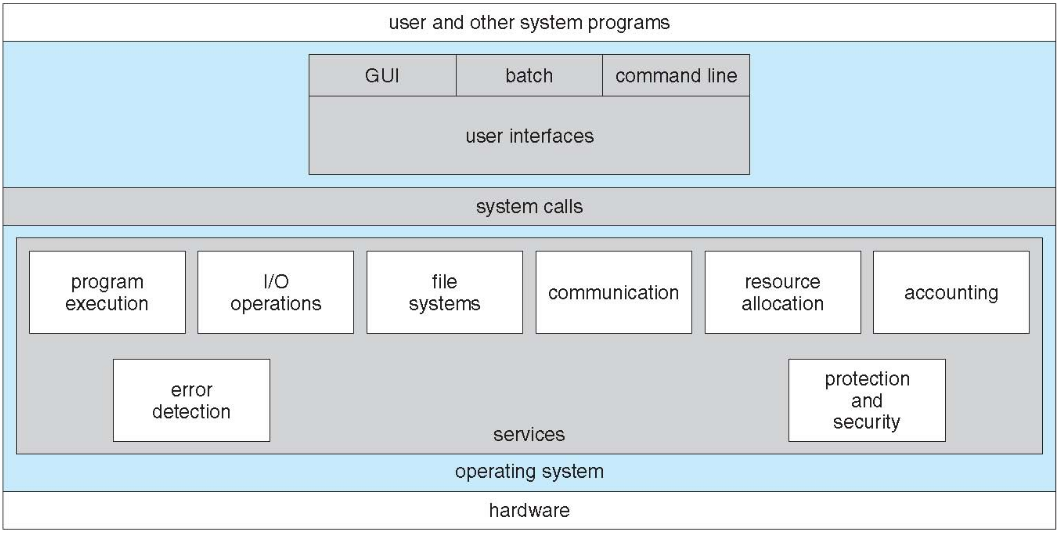 user and other system programs
GUI
batch
command line
user interfaces
system calls
program
execution
I/O
operations
file
systems
communication
resource
allocation
accounting
error
detection
protection
and
security
services
operating system
hardware